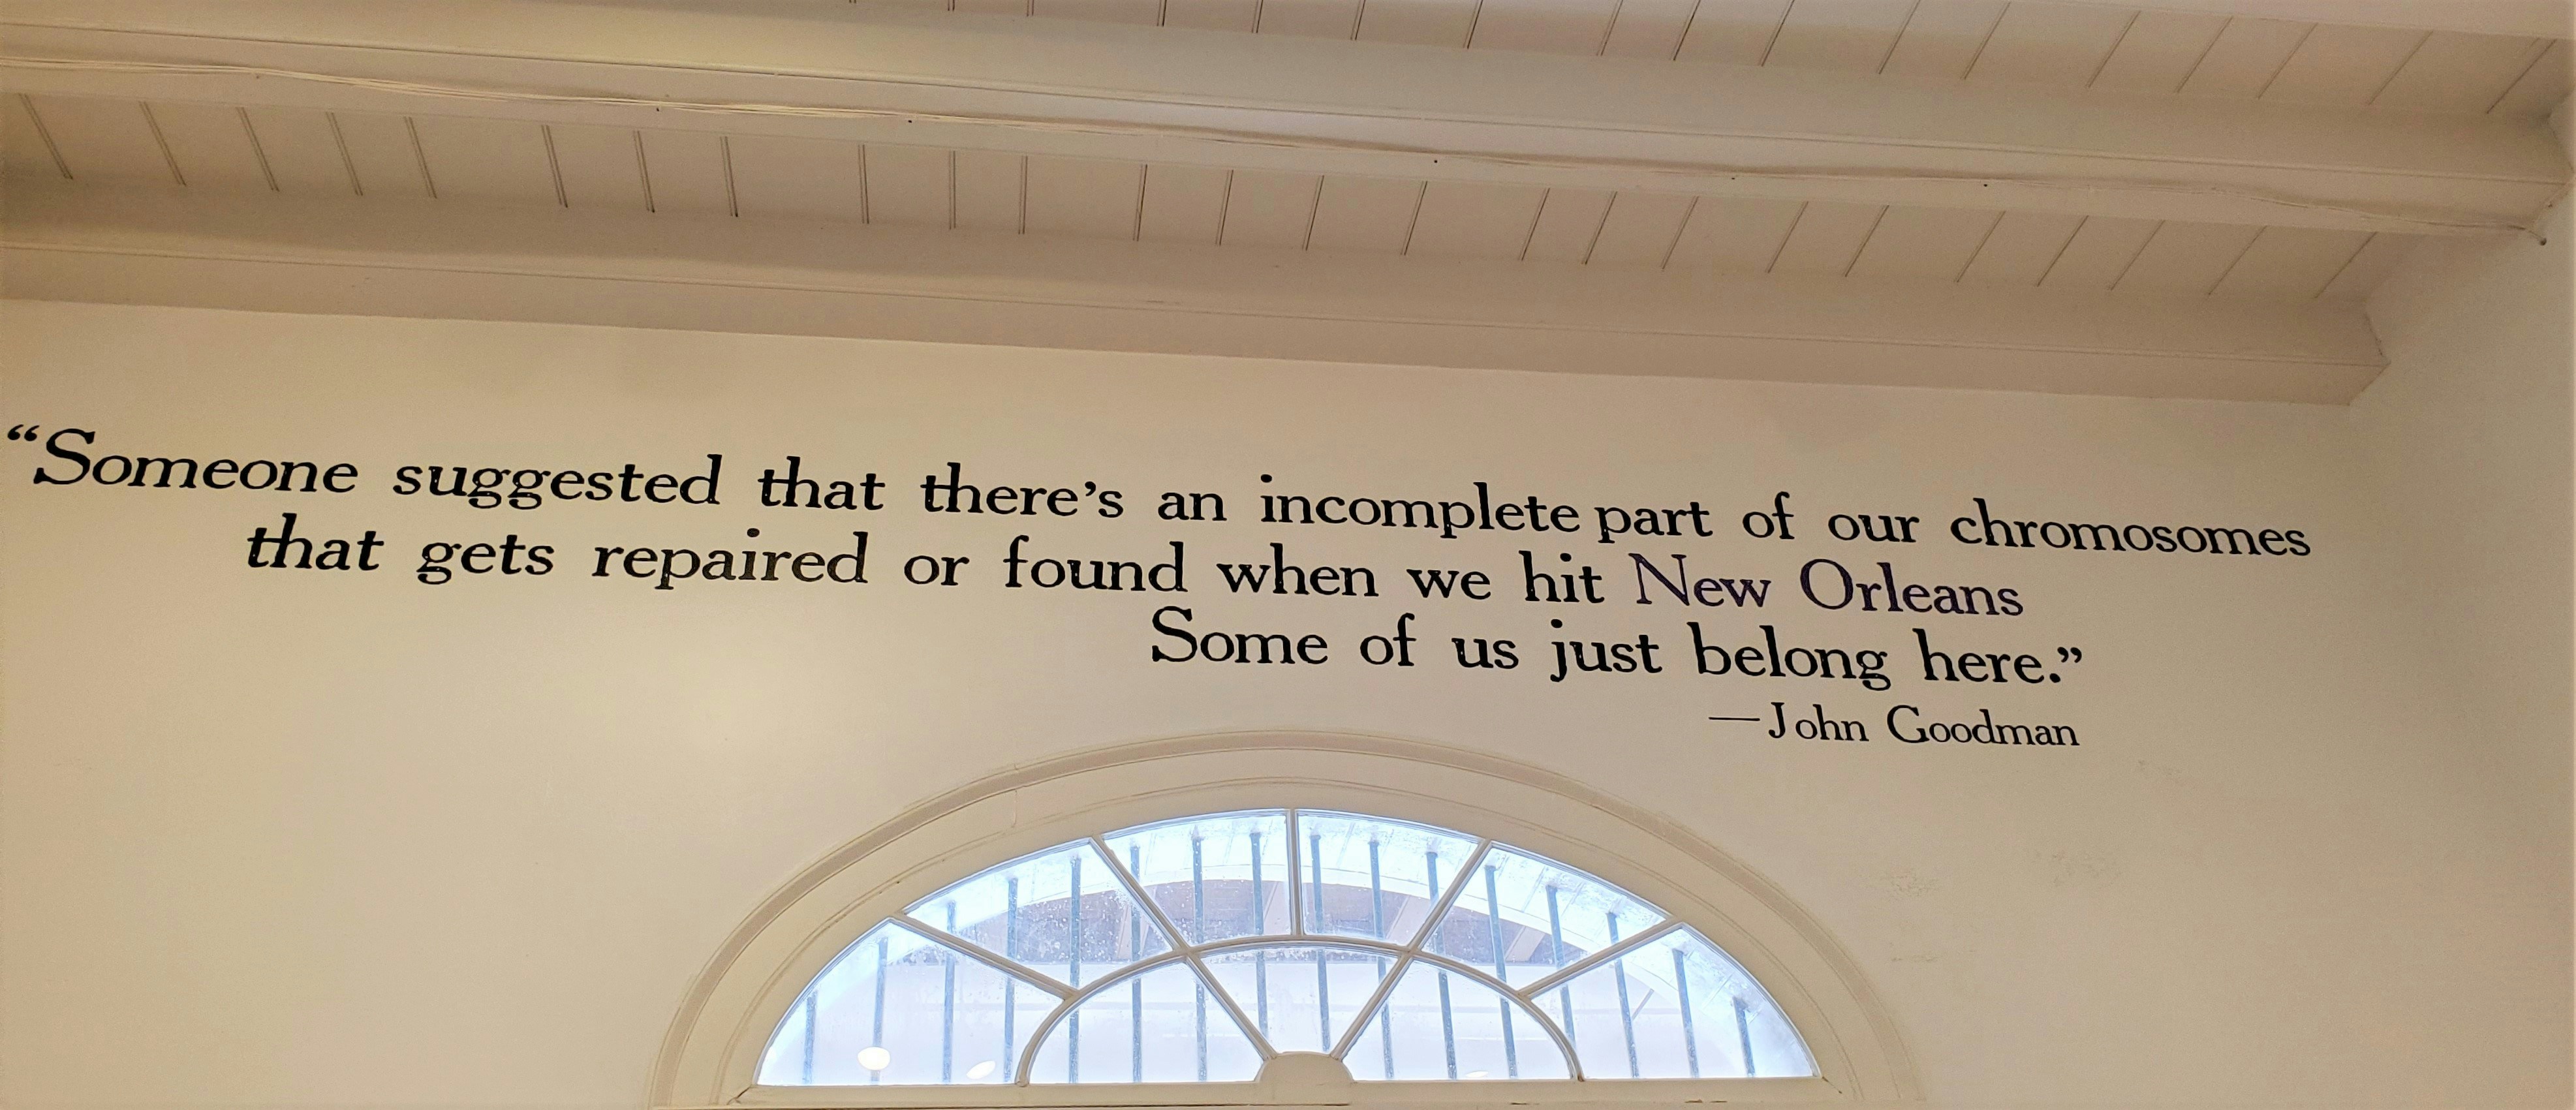 “Someone suggested that there’s an incomplete part of our chromosomes
that gets repaired or found when we hit New Orleans
Some of us just belong here.”
—John Goodman